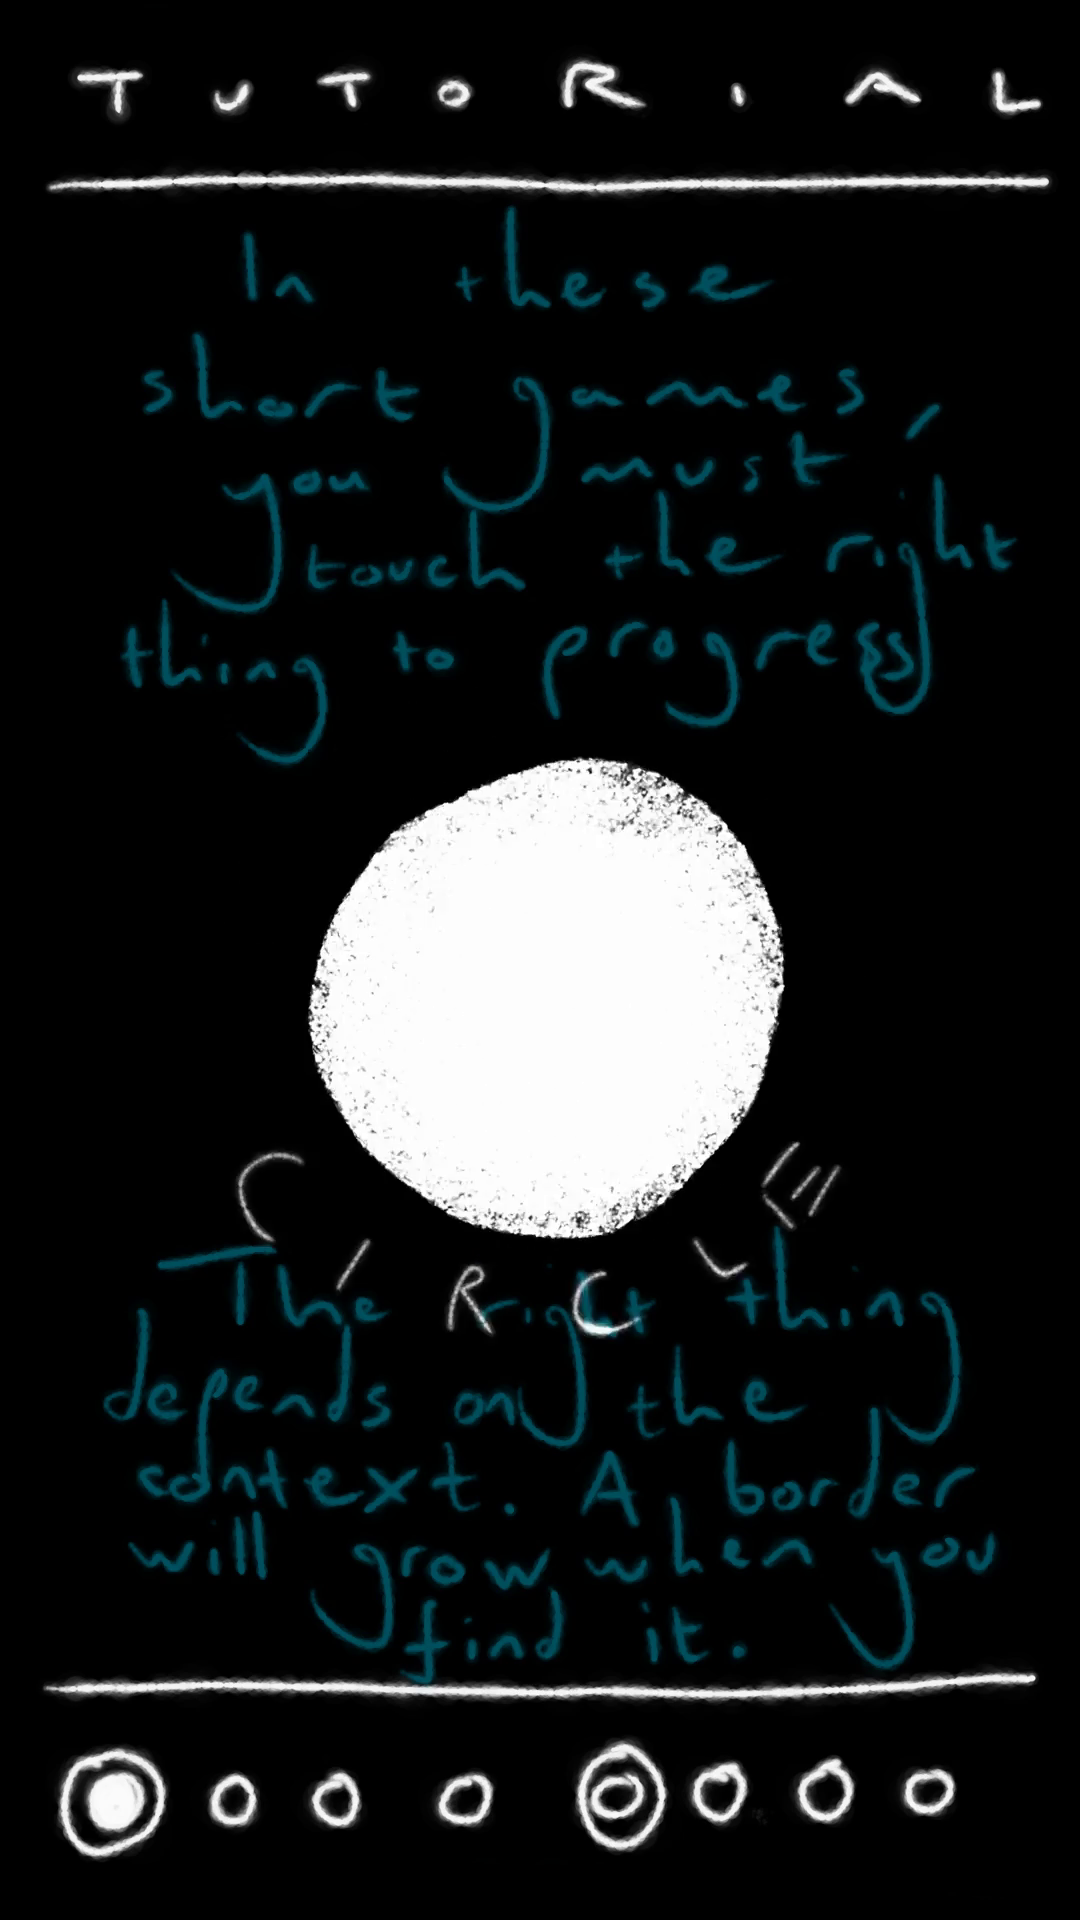 TUTORIAL
In these
short games,
you must
touch the right
thing to progress
CIRCLE
The right thing
depends on the
context. A border
will grow when you
find it.